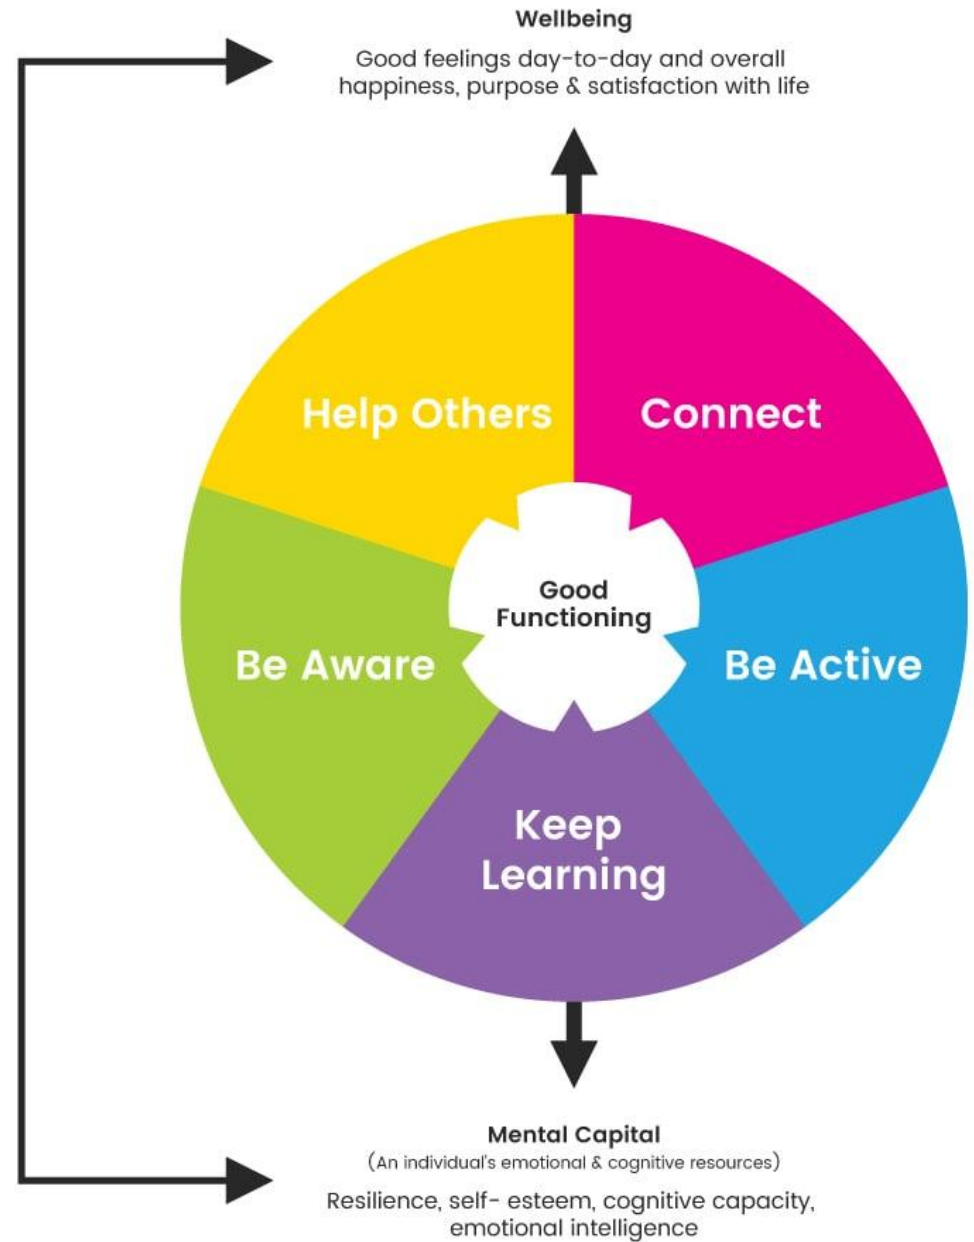 Wellbeing
Good feelings day-to-day and overall
happiness, purpose & satisfaction with life
Help Others
Connect
Good
Functioning
Be Aware
Be Active
Keep
Learning
Mental Capital
(An individual's emotional & cognitive resources)
Resilience, self- esteem, cognitive capacity,
emotional intelligence